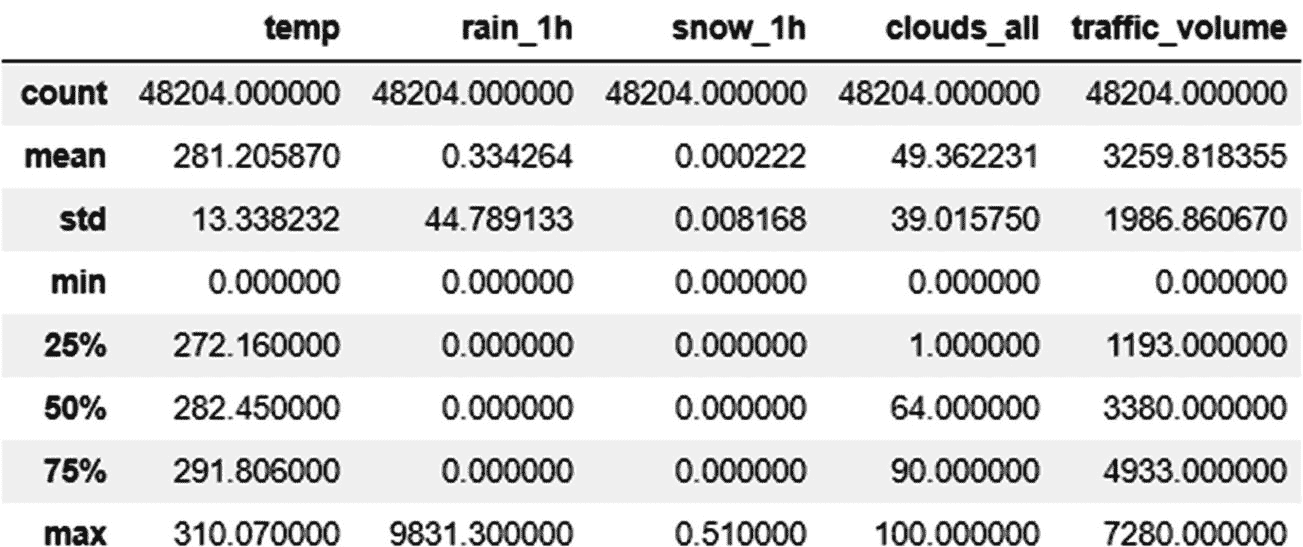 temp rain_1h snow_1h clouds_all traffic_volume
count 48204.000000 48204.000000 48204.000000 48204.000000 48204.000000
mean 281.205870 0.334264 0.000222 49.362231 3259.818355
std 13.338232 44.789133 0.008168 39.015750 1986.860670
min 0.000000 0.000000 0.000000 0.000000 0.000000
25% 272.160000 0.000000 0.000000 1.000000 1193.000000
50% 282.450000 0.000000 0.000000 64.000000 3380.000000
75% 291.806000 0.000000 0.000000 90.000000 4933.000000
max 310.070000 9831.300000 0.510000 100.000000 7280.000000